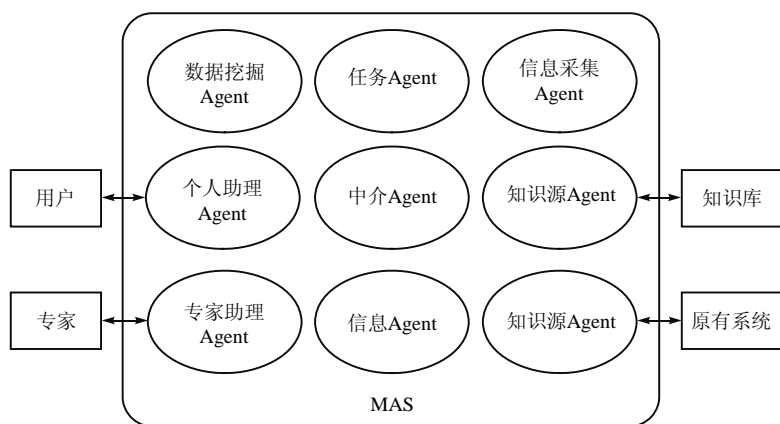 数据挖掘
Agent
任务Agent
信息采集
Agent
用户
个人助理
Agent
中介Agent
知识源Agent
知识库
专家
专家助理
Agent
信息Agent
知识源Agent
原有系统
MAS